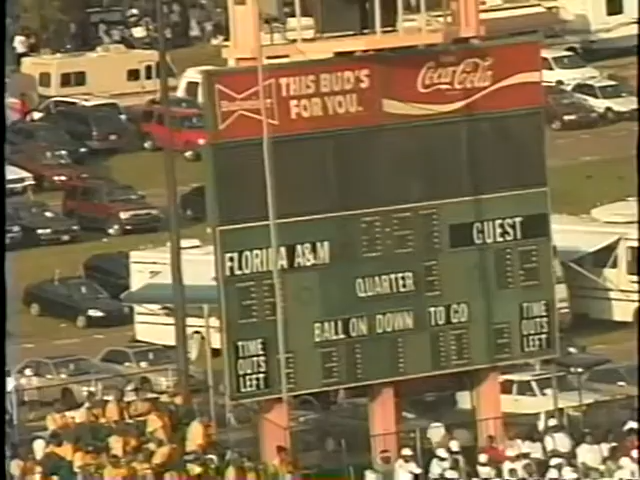 Budweiser
THIS BUD'S
FOR YOU.
Coca-Cola
FLORIDA A&M
GUEST
QUARTER
BALL ON DOWN TO GO
TIME
OUTS
LEFT
TIME
OUTS
LEFT